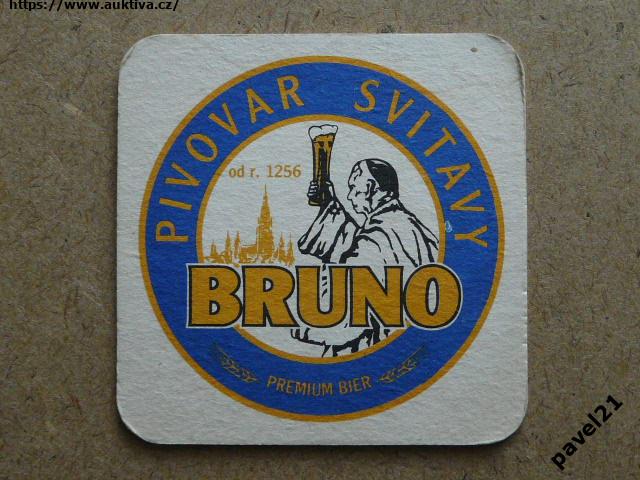 https://www.auktiva.cz/
PIVOVAR SVITAVY
od r. 1256
BRUNO
PREMIUM BIER
pavel21